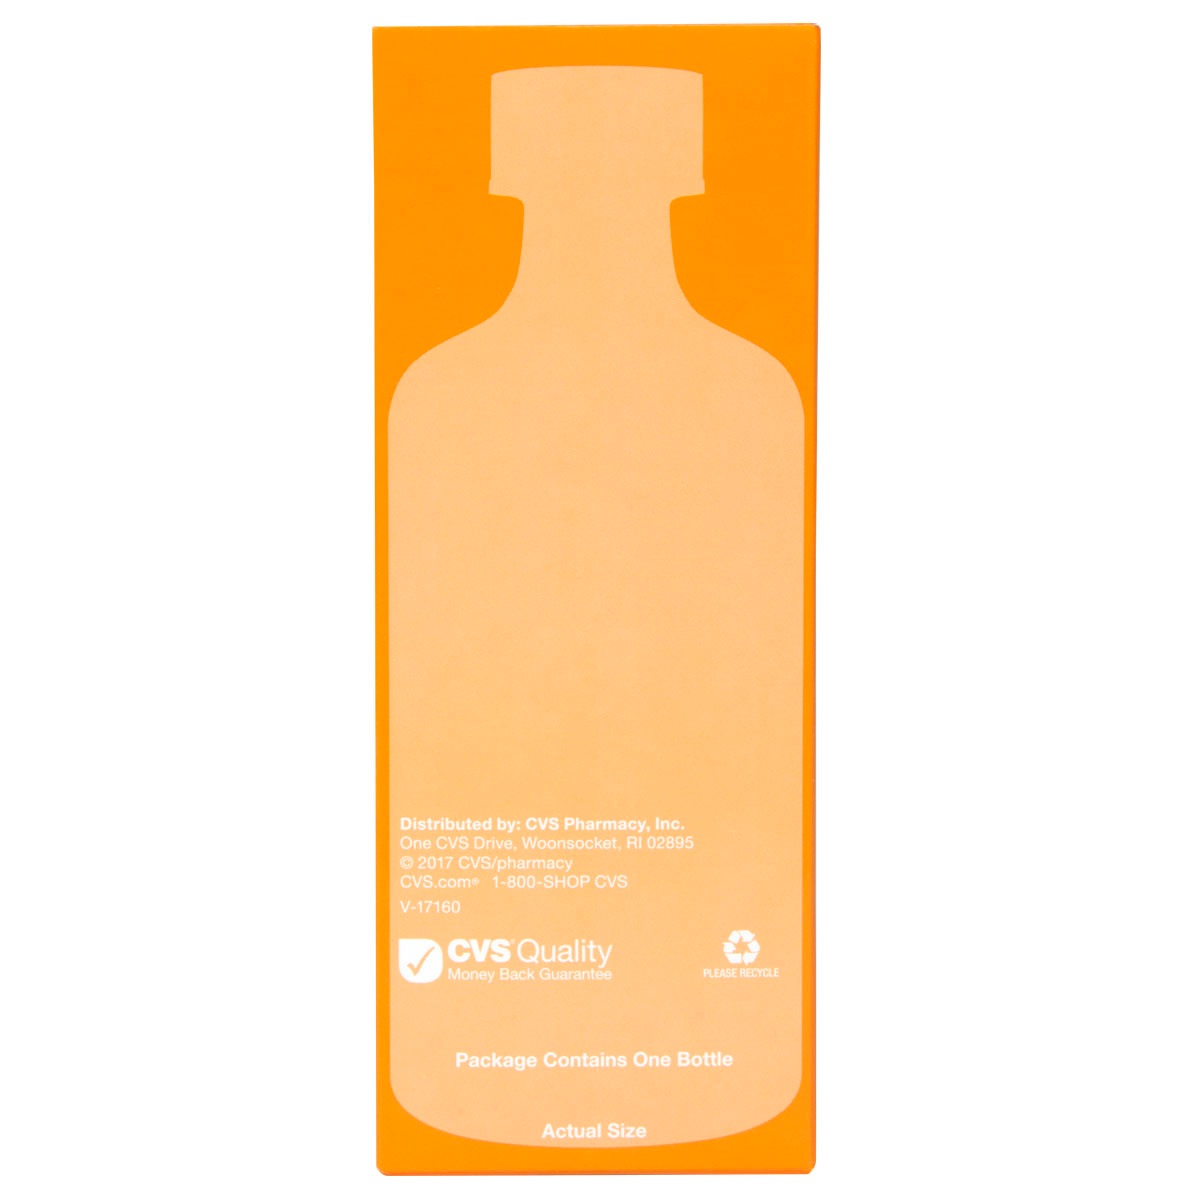 Distributed by: CVS Pharmacy, Inc.
One CVS Drive, Woonsocket, RI 02895
© 2017 CVS/pharmacy
CVS.com® 1-800-SHOP CVS
V-17160
CVS® Quality
Money Back Guarantee
PLEASE RECYCLE
Package Contains One Bottle
Actual Size